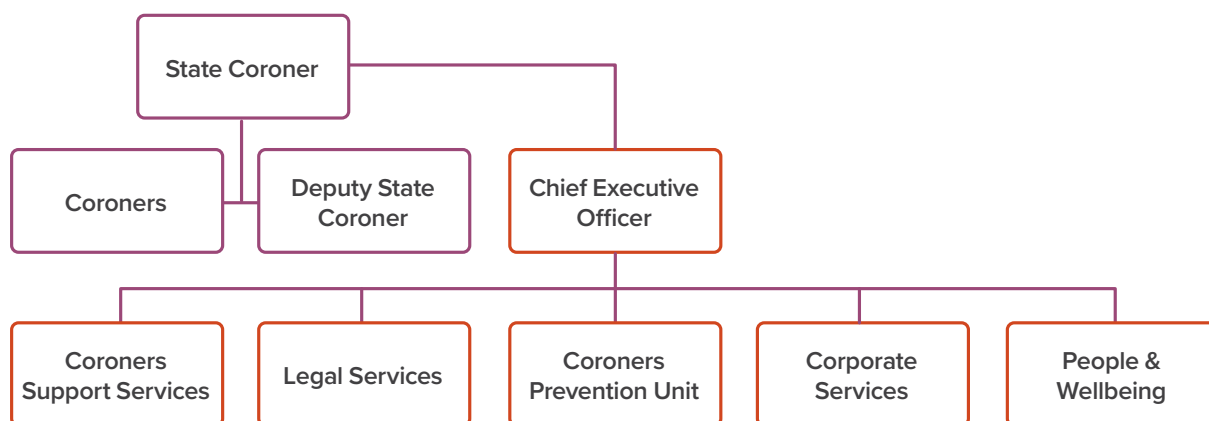 State Coroner
Coroners
Deputy State
Coroner
Chief Executive
Officer
Coroners
Support Services
Legal Services
Coroners
Prevention Unit
Corporate
Services
People &
Wellbeing